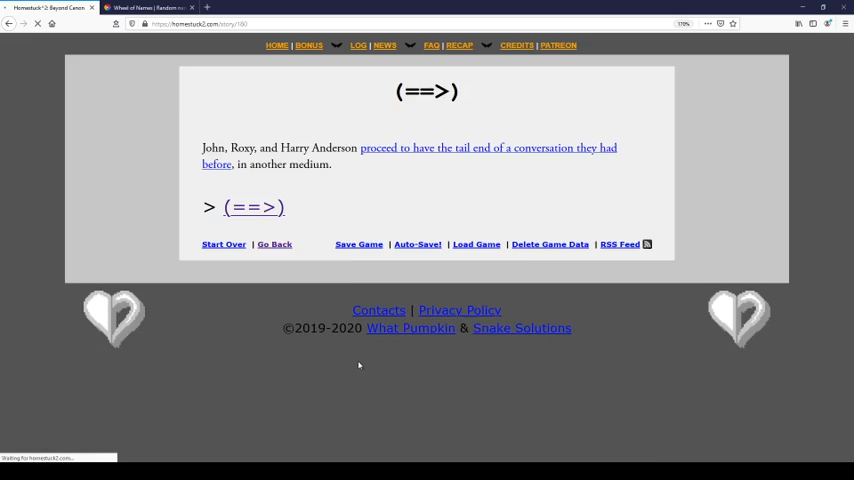 Homestuck^2: Beyond Canon
Wheel of Names | Random na
https://homestuck2.com/story/180
170%
HOME | BONUS LOG | NEWS FAQ | RECAP CREDITS | PATREON
(==>)
John, Roxy, and Harry Anderson proceed to have the tail end of a conversation they had
before, in another medium.
> (==>)
Start Over | Go Back Save Game | Auto-Save! | Load Game | Delete Game Data | RSS Feed
Contacts | Privacy Policy
©2019-2020 What Pumpkin & Snake Solutions
Waiting for homestuck2.com...